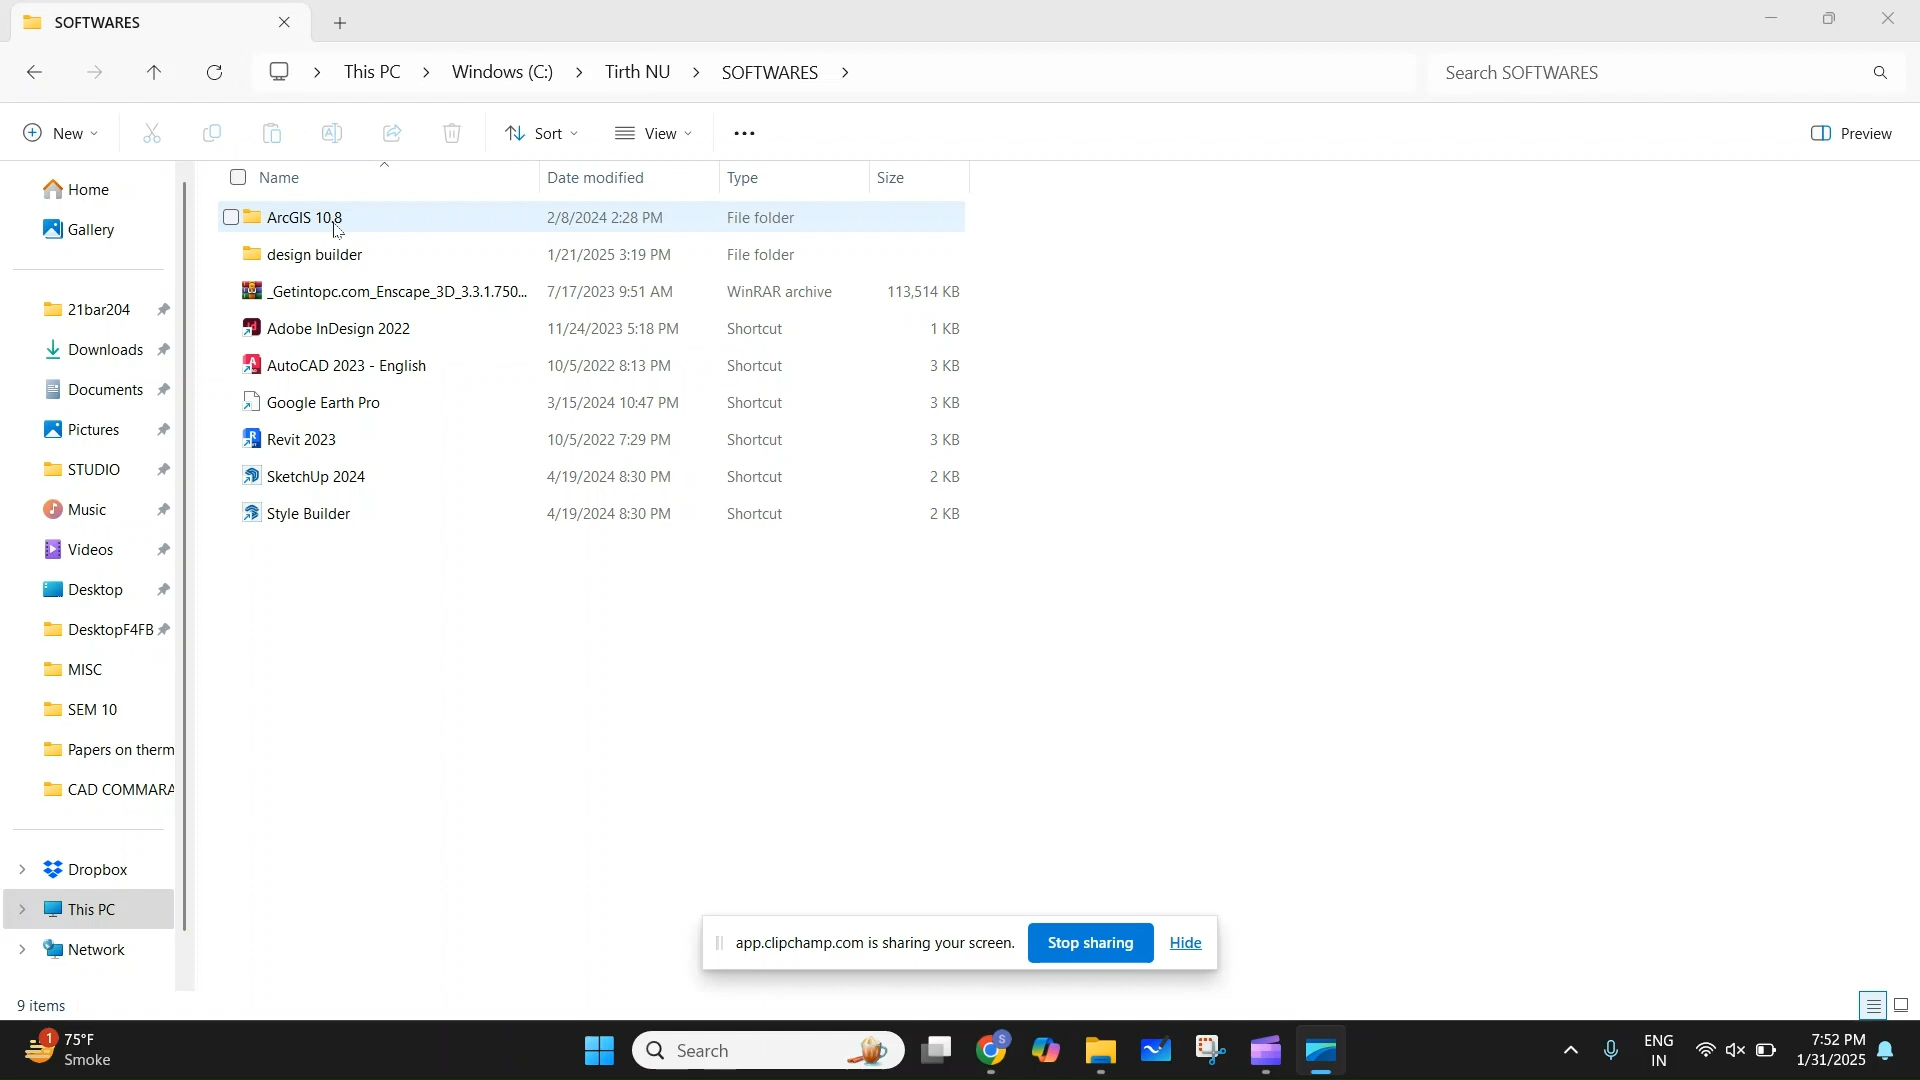 SOFTWARES
This PC > Windows (C:) > Tirth NU > SOFTWARES >
Search SOFTWARES
New
Sort
View
Preview
Name Date modified Type Size
ArcGIS 10.8 2/8/2024 2:28 PM File folder
design builder 1/21/2025 3:19 PM File folder
_Getintopc.com_Enscape_3D_3.3.1.750... 7/17/2023 9:51 AM WinRAR archive 113,514 KB
Adobe InDesign 2022 11/24/2023 5:18 PM Shortcut 1 KB
AutoCAD 2023 - English 10/5/2022 8:13 PM Shortcut 3 KB
Google Earth Pro 3/15/2024 10:47 PM Shortcut 3 KB
Revit 2023 10/5/2022 7:29 PM Shortcut 3 KB
SketchUp 2024 4/19/2024 8:30 PM Shortcut 2 KB
Style Builder 4/19/2024 8:30 PM Shortcut 2 KB
Home
Gallery
21bar204
Downloads
Documents
Pictures
STUDIO
Music
Videos
Desktop
DesktopF4FB
MISC
SEM 10
Papers on therm
CAD COMMARA
Dropbox
This PC
Network
app.clipchamp.com is sharing your screen. Stop sharing Hide
9 items
1 75°F
Smoke
Search
S
ENG
IN
7:52 PM
1/31/2025